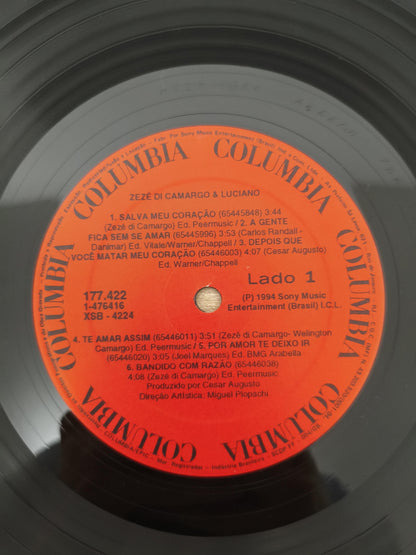 COLUMBIA
COLUMBIA
COLUMBIA
COLUMBIA
COLUMBIA
COLUMBIA
ZEZÉ DI CAMARGO & LUCIANO
1. SALVA MEU CORAÇÃO (65445848) 3:44
(Zezé di Camargo) Ed. Peermusic / 2. A GENTE
FICA SEM SE AMAR (65445996) 3:53 (Carlos Randall -
Danimar) Ed. Vitale/Warner/Chappell / 3. DEPOIS QUE
VOCÊ MATAR MEU CORAÇÃO (65446003) 4:07 (Cesar Augusto)
Ed. Warner/Chappell
Lado 1
177.422
1-476416
XSB - 4224
(P) 1994 Sony Music
Entertainment (Brasil) I.C.L.
4. TE AMAR ASSIM (65446011) 3:51 (Zezé di Camargo- Welington
Camargo) Ed. Peermusic / 5. POR AMOR TE DEIXO IR
(65446020) 3:05 (Joel Marques) Ed. BMG Arabella
6. BANDIDO COM RAZÃO (65446038)
4:08 (Zezé di Camargo) Ed. Peermusic
Produzido por Cesar Augusto
Direção Artística: Miguel Plopschi